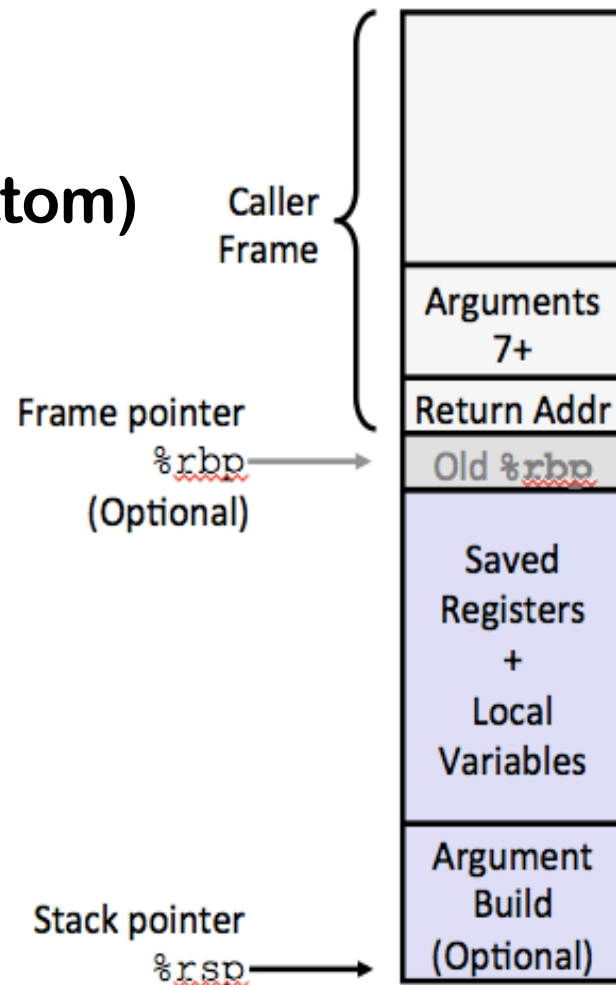 tom)
Caller
Frame
Arguments
7+
Frame pointer
%rbp
(Optional)
Return Addr
Old %rbp
Saved
Registers
+
Local
Variables
Argument
Build
(Optional)
Stack pointer
%rsp